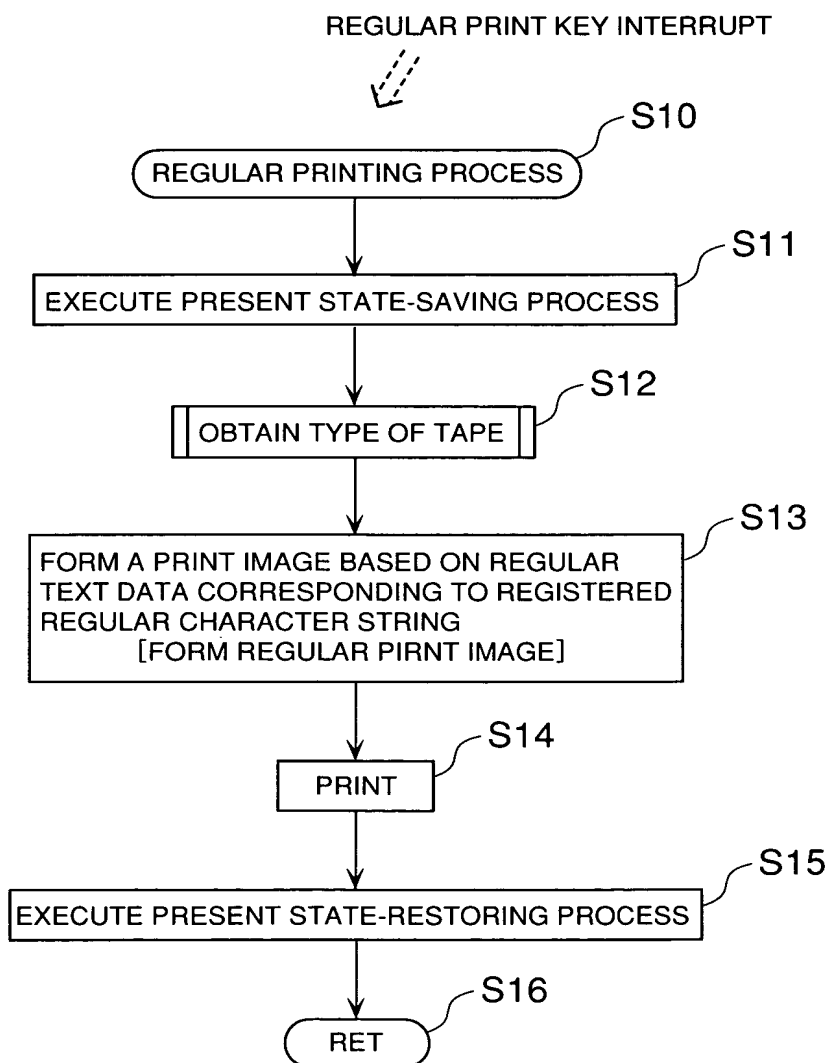 REGULAR PRINT KEY INTERRUPT
S10
REGULAR PRINTING PROCESS
S11
EXECUTE PRESENT STATE-SAVING PROCESS
S12
OBTAIN TYPE OF TAPE
S13
FORM A PRINT IMAGE BASED ON REGULAR
TEXT DATA CORRESPONDING TO REGISTERED
REGULAR CHARACTER STRING
[FORM REGULAR PIRNT IMAGE]
S14
PRINT
S15
EXECUTE PRESENT STATE-RESTORING PROCESS
S16
RET